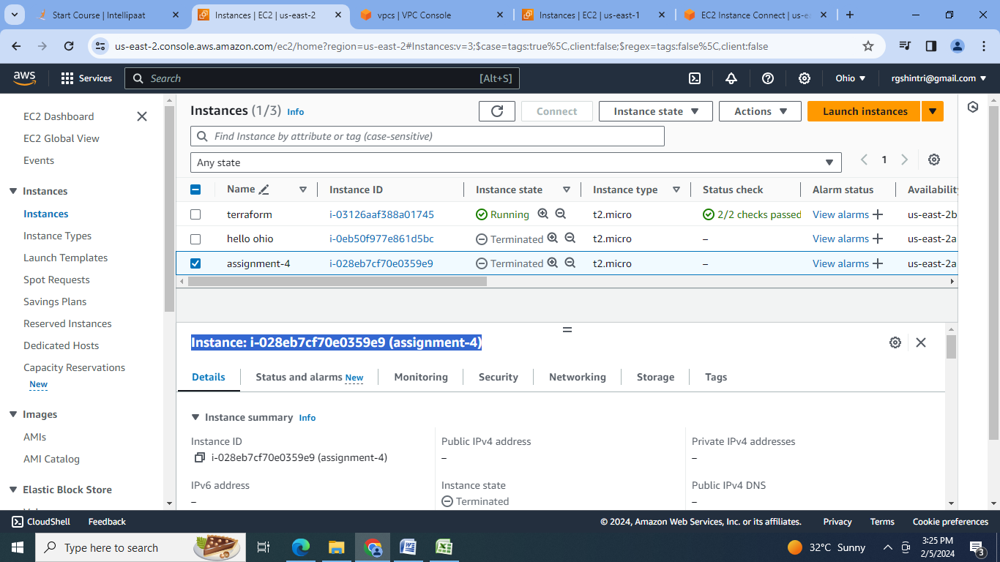 Start Course | Intellipaat
Instances | EC2 | us-east-2
vpcs | VPC Console
Instances | EC2 | us-east-1
EC2 Instance Connect | us-
us-east-2.console.aws.amazon.com/ec2/home?region=us-east-2#Instances:v=3;$case=tags:true%5C,client:false;$regex=tags:false%5C,client:false
aws
Services
Search
[Alt+S]
Ohio
rgshintri@gmail.com
EC2 Dashboard
EC2 Global View
Events
Instances
Instances
Instance Types
Launch Templates
Spot Requests
Savings Plans
Reserved Instances
Dedicated Hosts
Capacity Reservations
New
Images
AMIs
AMI Catalog
Elastic Block Store
Instances (1/3) Info
Connect
Instance state
Actions
Launch instances
Find Instance by attribute or tag (case-sensitive)
Any state
1
Name Instance ID Instance state Instance type Status check Alarm status Availability
terraform i-03126aaf388a01745 Running t2.micro 2/2 checks passed View alarms us-east-2b
hello ohio i-0eb50f977e861d5bc Terminated t2.micro – View alarms us-east-2a
assignment-4 i-028eb7cf70e0359e9 Terminated t2.micro – View alarms us-east-2a
Instance: i-028eb7cf70e0359e9 (assignment-4)
Details Status and alarms New Monitoring Security Networking Storage Tags
Instance summary Info
Instance ID
i-028eb7cf70e0359e9 (assignment-4)
Public IPv4 address
–
Private IPv4 addresses
–
IPv6 address
–
Instance state
Terminated
Public IPv4 DNS
–
CloudShell Feedback
© 2024, Amazon Web Services, Inc. or its affiliates. Privacy Terms Cookie preferences
Type here to search
32°C Sunny
3:25 PM
2/5/2024
3